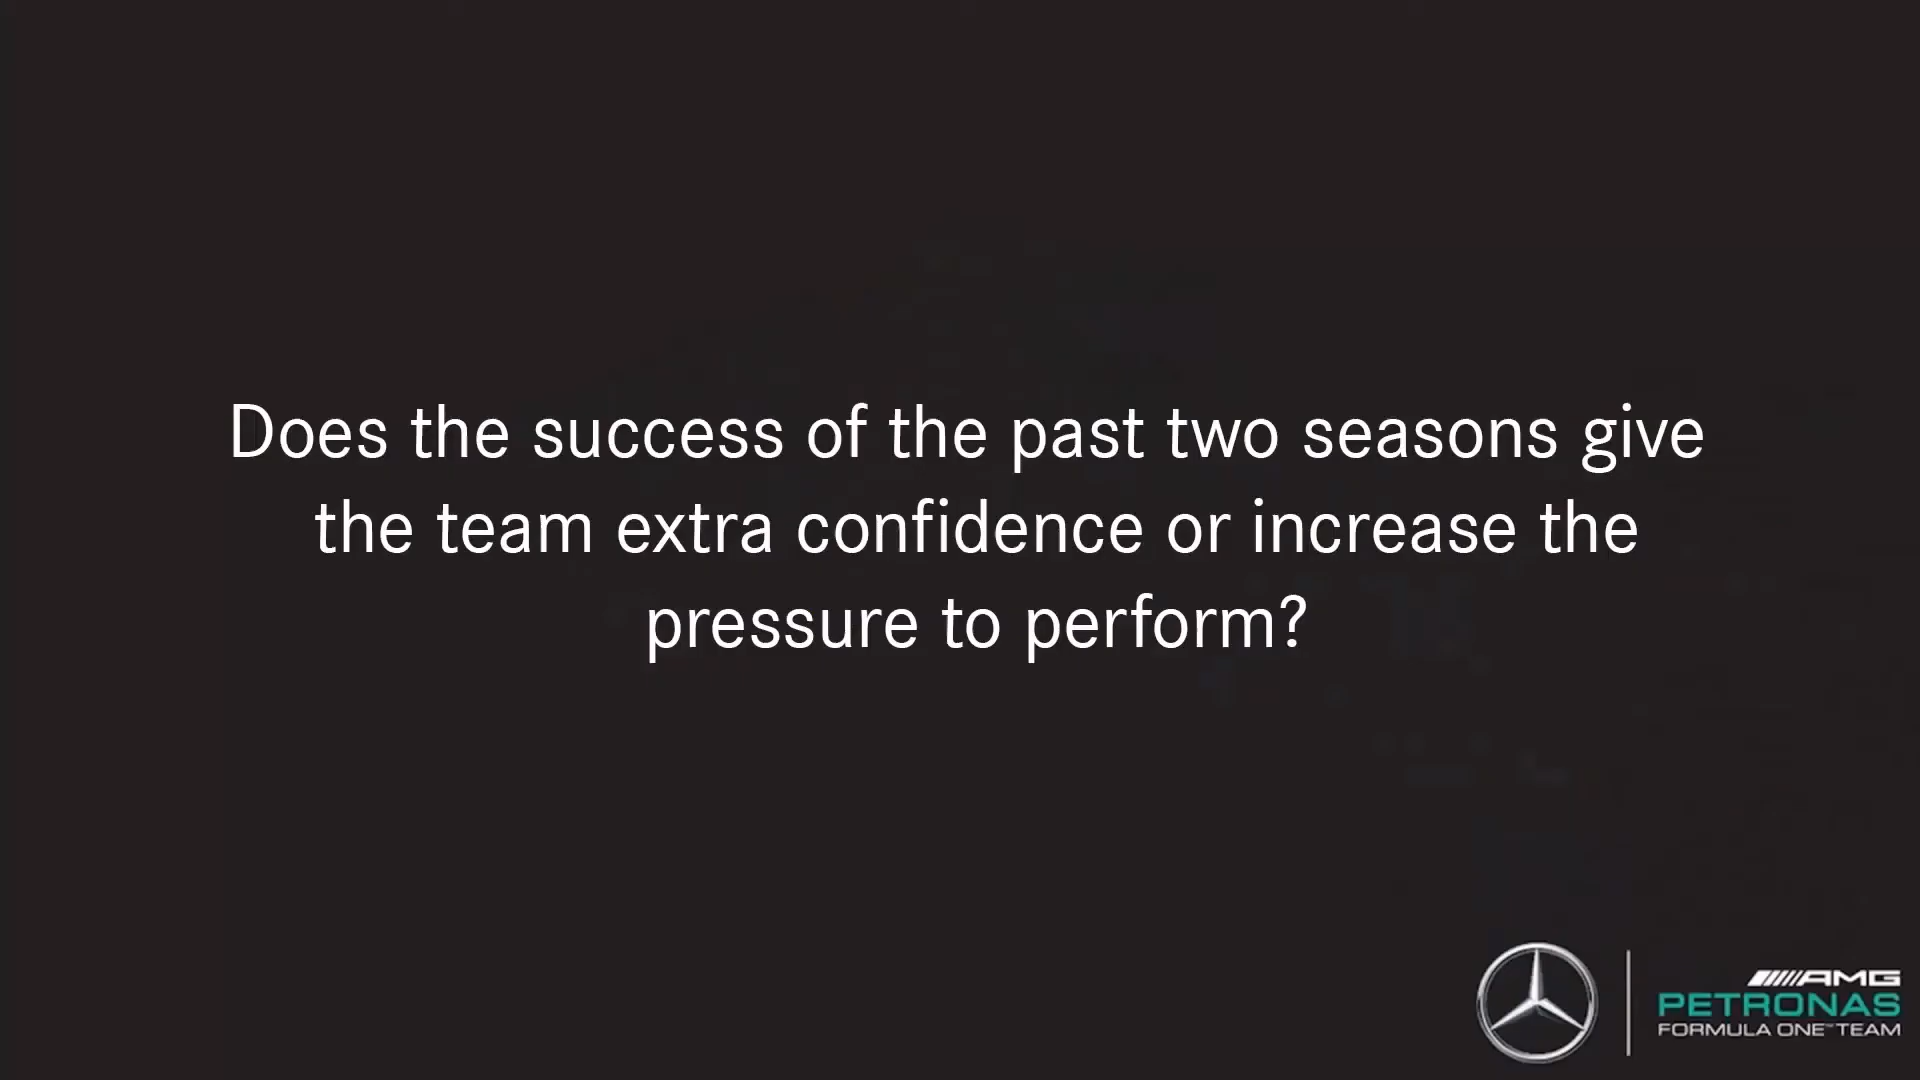 Does the success of the past two seasons give
the team extra confidence or increase the
pressure to perform?
AMG
PETRONAS
FORMULA ONE™ TEAM